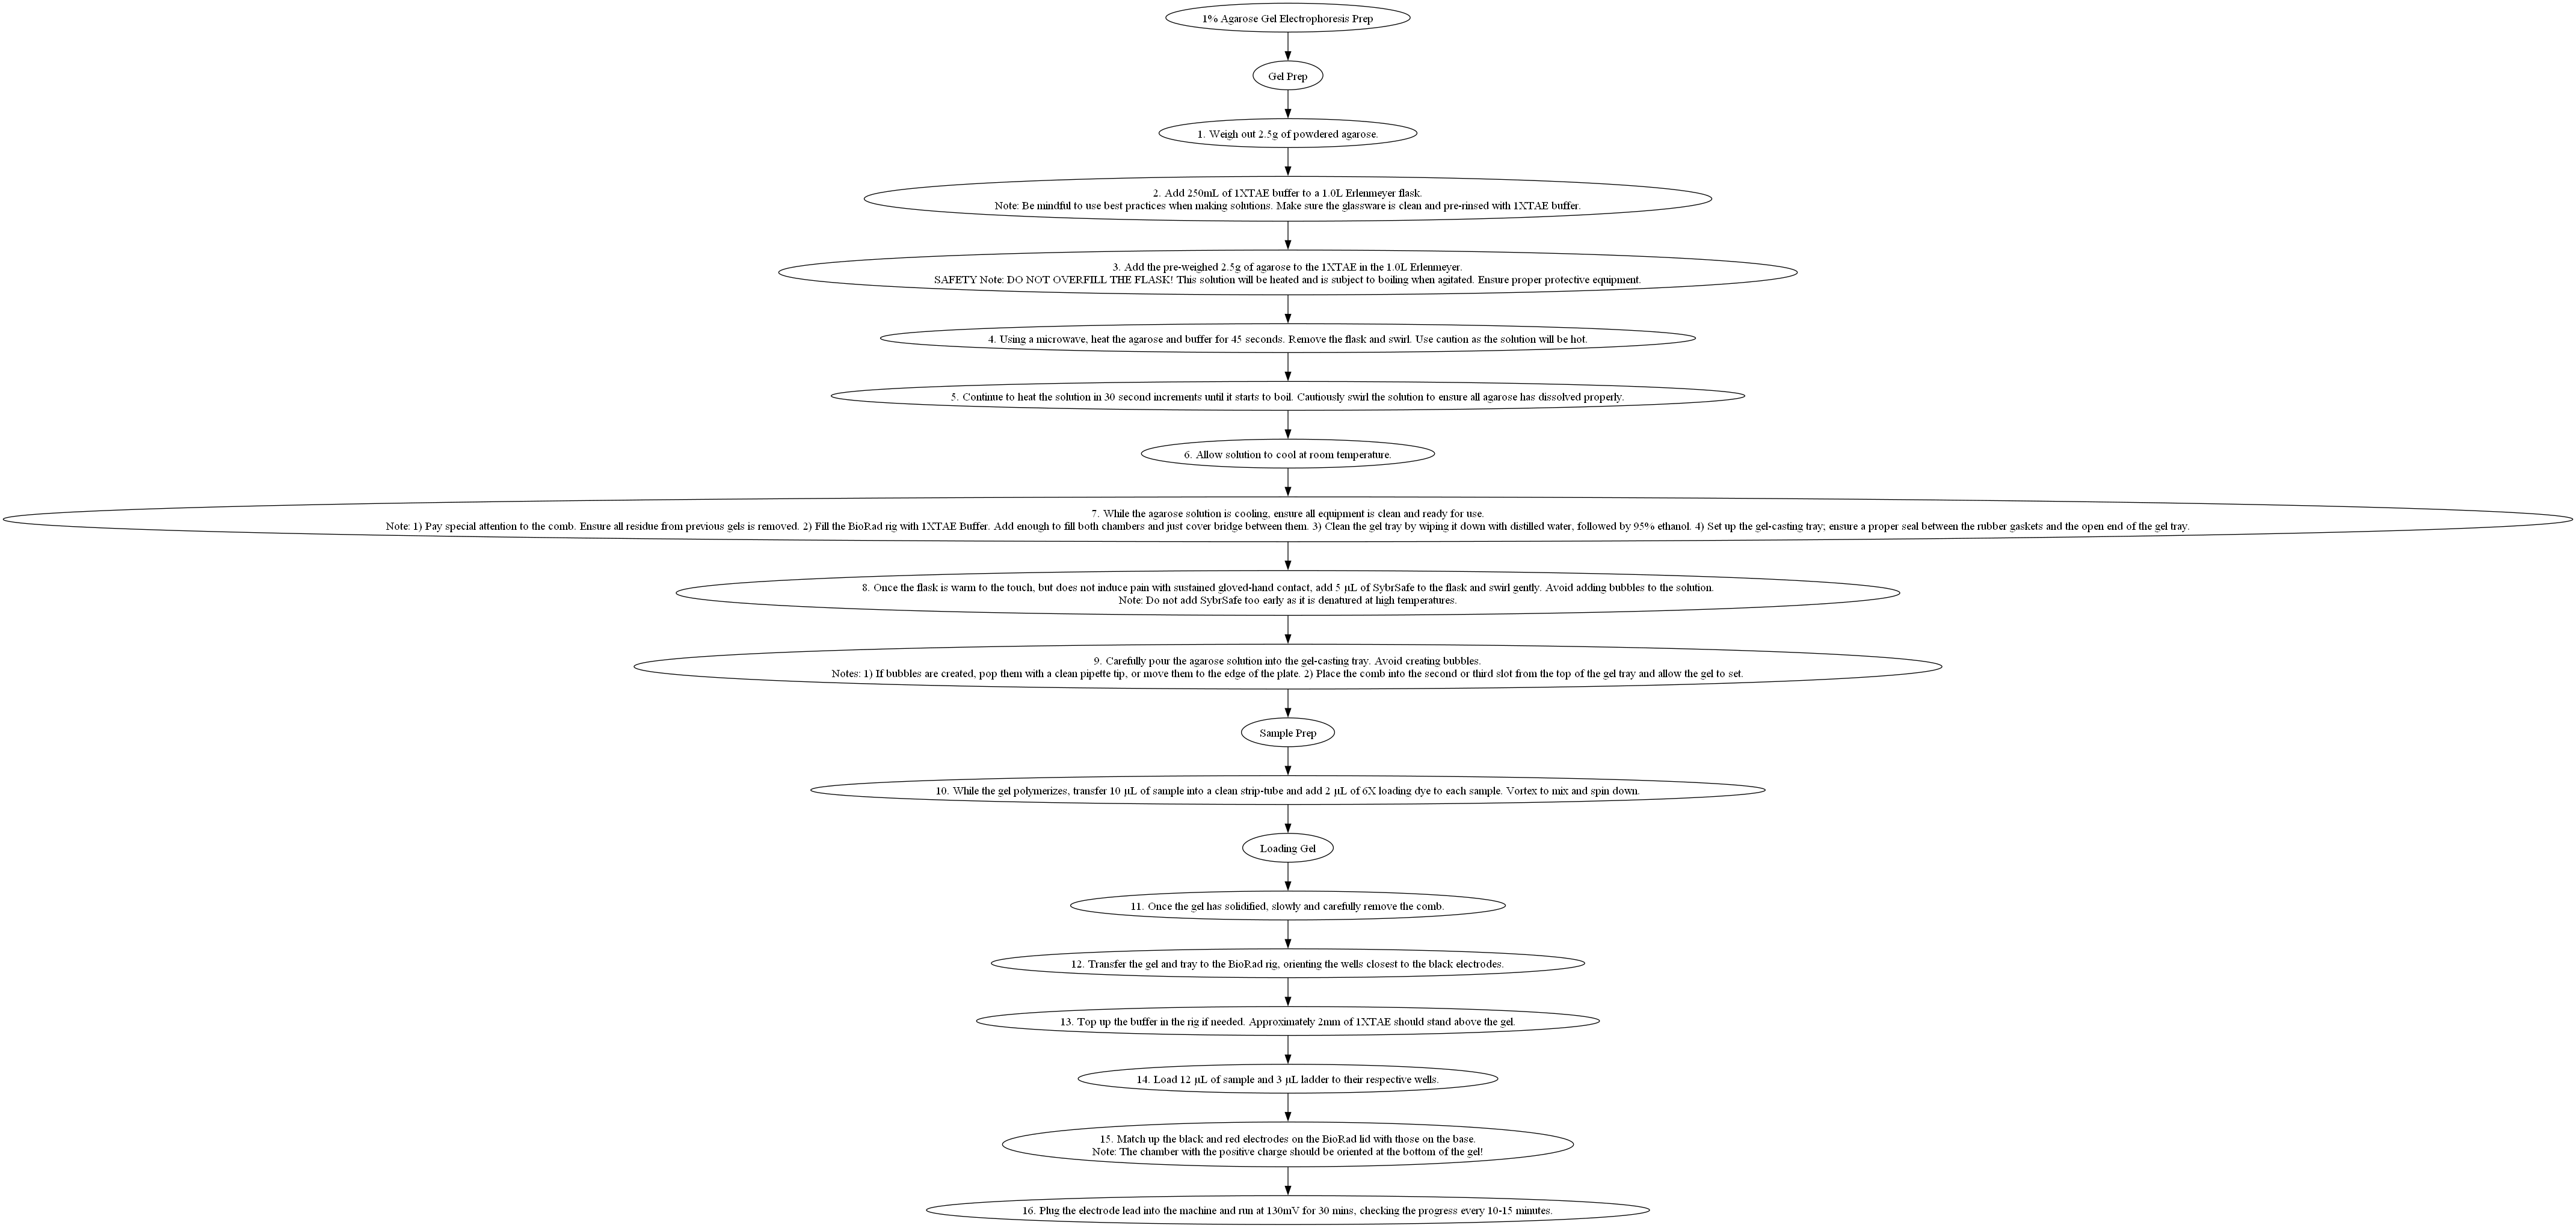 1% Agarose Gel Electrophoresis Prep
Gel Prep
1. Weigh out 2.5g of powdered agarose.
2. Add 250mL of 1XTAE buffer to a 1.0L Erlenmeyer flask.
Note: Be mindful to use best practices when making solutions. Make sure the glassware is clean and pre-rinsed with 1XTAE buffer.
3. Add the pre-weighed 2.5g of agarose to the 1XTAE in the 1.0L Erlenmeyer.
SAFETY Note: DO NOT OVERFILL THE FLASK! This solution will be heated and is subject to boiling when agitated. Ensure proper protective equipment.
4. Using a microwave, heat the agarose and buffer for 45 seconds. Remove the flask and swirl. Use caution as the solution will be hot.
5. Continue to heat the solution in 30 second increments until it starts to boil. Cautiously swirl the solution to ensure all agarose has dissolved properly.
6. Allow solution to cool at room temperature.
7. While the agarose solution is cooling, ensure all equipment is clean and ready for use.
Note: 1) Pay special attention to the comb. Ensure all residue from previous gels is removed. 2) Fill the BioRad rig with 1XTAE Buffer. Add enough to fill both chambers and just cover bridge between them. 3) Clean the gel tray by wiping it down with distilled water, followed by 95% ethanol. 4) Set up the gel-casting tray; ensure a proper seal between the rubber gaskets and the open end of the gel tray.
8. Once the flask is warm to the touch, but does not induce pain with sustained gloved-hand contact, add 5 µL of SybrSafe to the flask and swirl gently. Avoid adding bubbles to the solution.
Note: Do not add SybrSafe too early as it is denatured at high temperatures.
9. Carefully pour the agarose solution into the gel-casting tray. Avoid creating bubbles.
Notes: 1) If bubbles are created, pop them with a clean pipette tip, or move them to the edge of the plate. 2) Place the comb into the second or third slot from the top of the gel tray and allow the gel to set.
Sample Prep
10. While the gel polymerizes, transfer 10 µL of sample into a clean strip-tube and add 2 µL of 6X loading dye to each sample. Vortex to mix and spin down.
Loading Gel
11. Once the gel has solidified, slowly and carefully remove the comb.
12. Transfer the gel and tray to the BioRad rig, orienting the wells closest to the black electrodes.
13. Top up the buffer in the rig if needed. Approximately 2mm of 1XTAE should stand above the gel.
14. Load 12 µL of sample and 3 µL ladder to their respective wells.
15. Match up the black and red electrodes on the BioRad lid with those on the base.
Note: The chamber with the positive charge should be oriented at the bottom of the gel!
16. Plug the electrode lead into the machine and run at 130mV for 30 mins, checking the progress every 10-15 minutes.